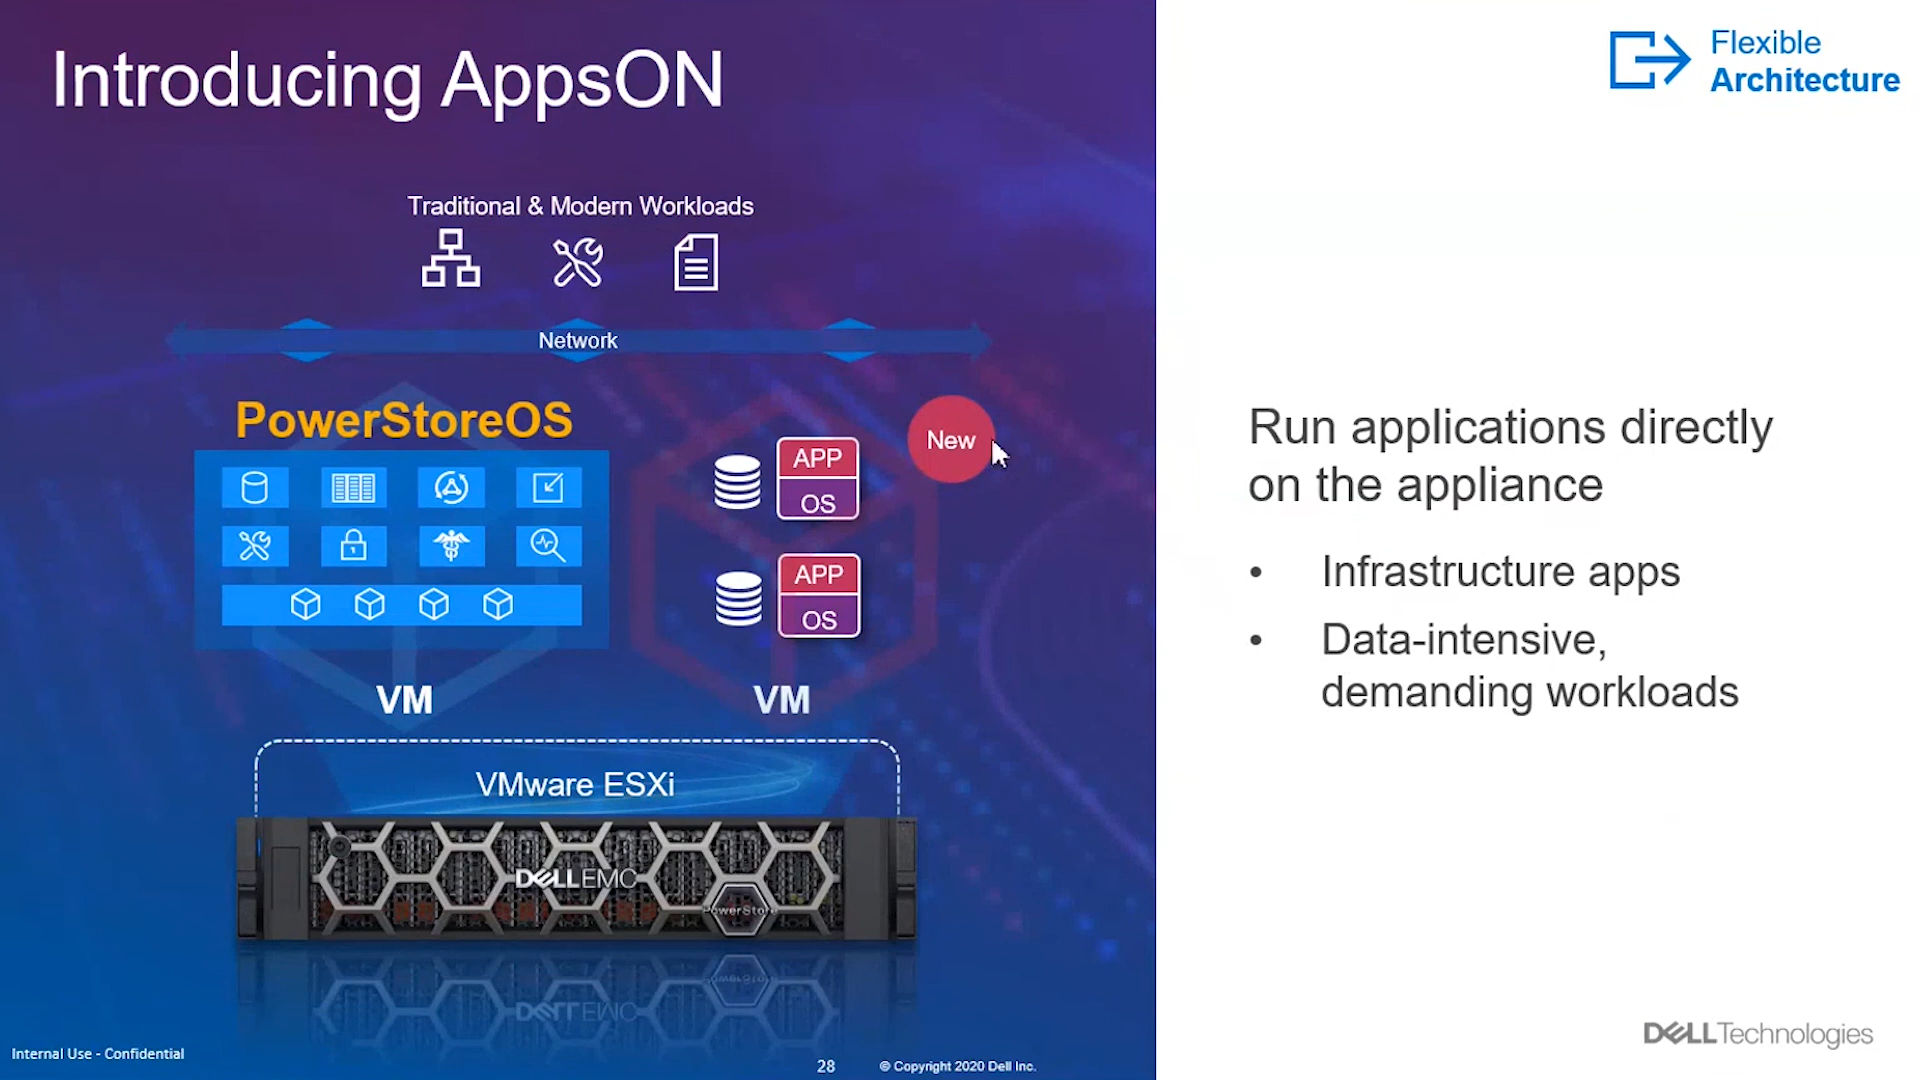 Introducing AppsON
Flexible
Architecture
Traditional & Modern Workloads
Network
PowerStoreOS
New
APP
OS
APP
OS
VM
VM
VMware ESXi
DELLEMC
PowerStore
Run applications directly
on the appliance
• Infrastructure apps
• Data-intensive,
demanding workloads
DELLTechnologies
Internal Use - Confidential
28
© Copyright 2020 Dell Inc.